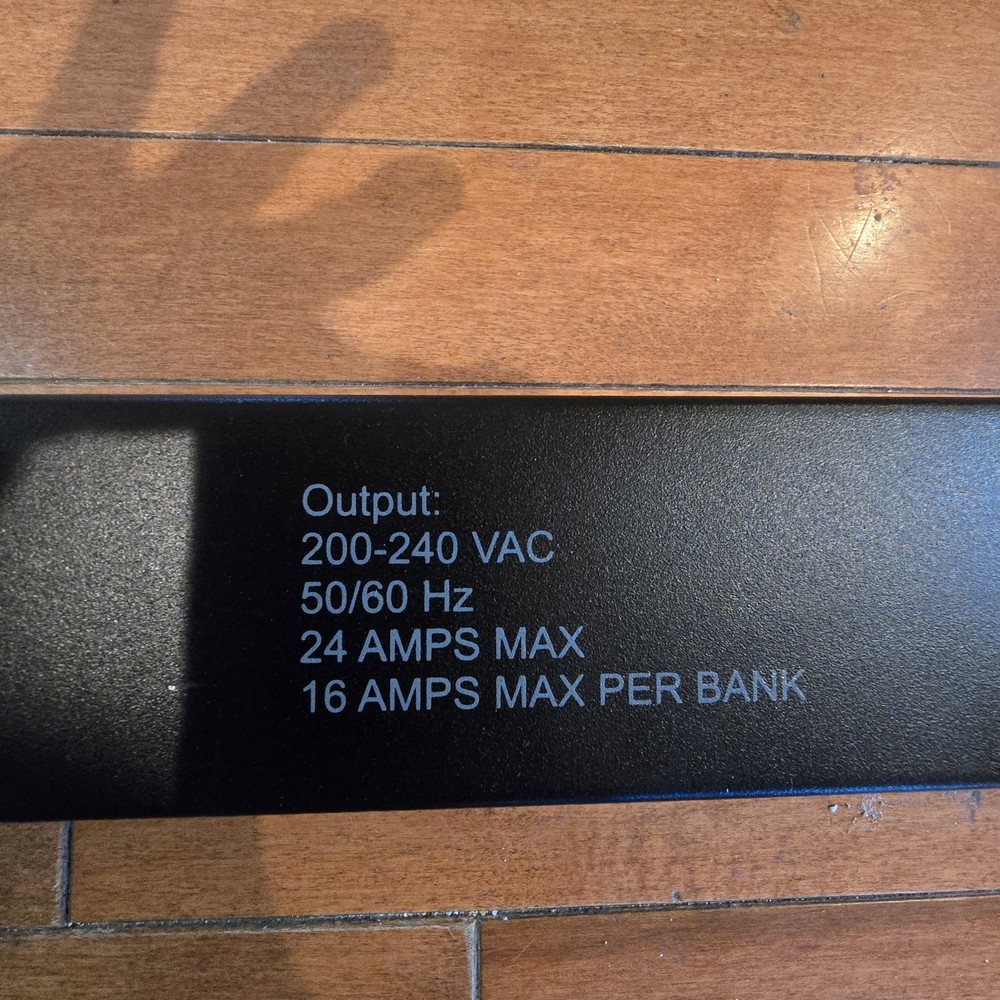 Output:
200-240 VAC
50/60 Hz
24 AMPS MAX
16 AMPS MAX PER BANK